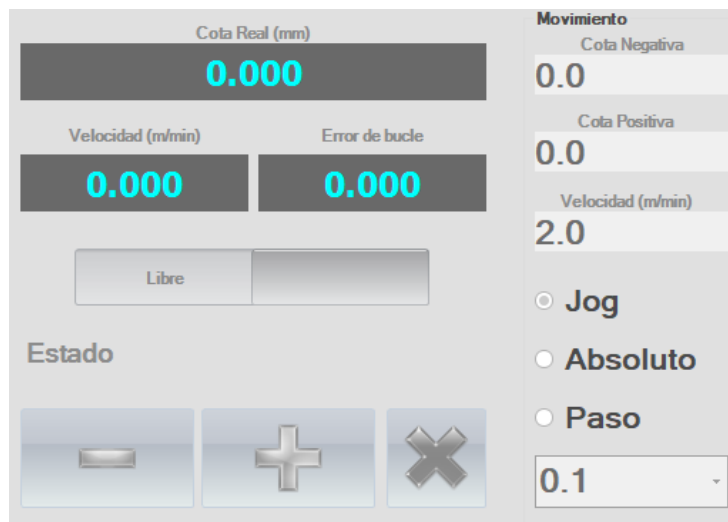 Cota Real (mm)
0.000
Velocidad (m/min)
Error de bucle
0.000
0.000
Libre
Estado
Movimiento
Cota Negativa
0.0
Cota Positiva
0.0
Velocidad (m/min)
2.0
Jog
Absoluto
Paso
0.1